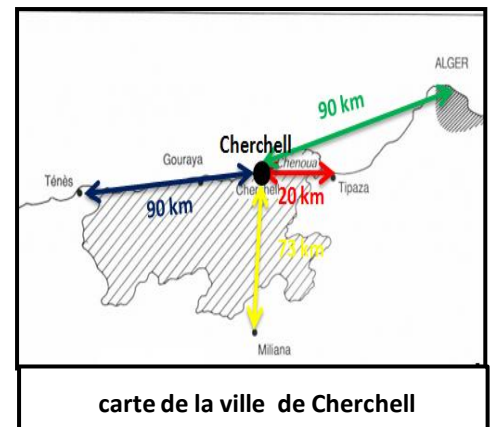 ALGER
90 km
Cherchell
Gouraya
Chenoua
Ténès
Cherchell
Tipaza
90 km
20 km
73 km
Miliana
carte de la ville de Cherchell